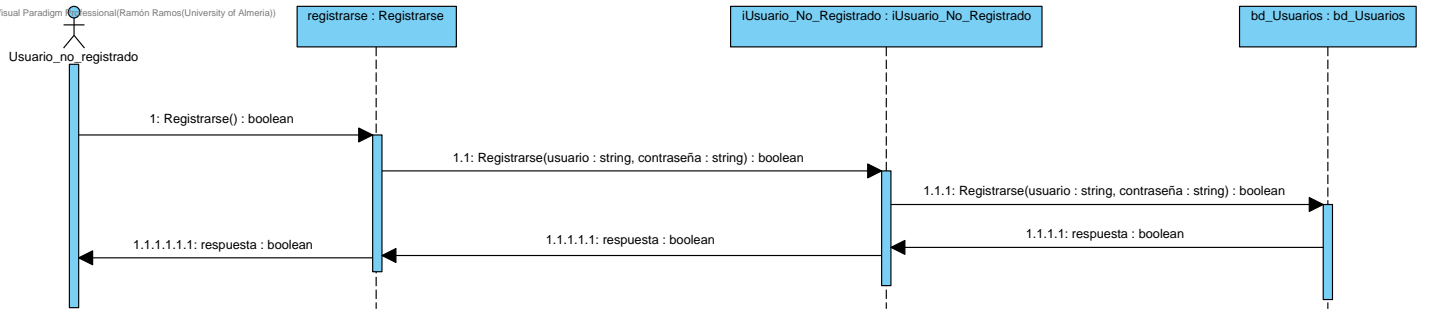 Visual Paradigm Professional(Ramón Ramos(University of Almeria))
registrarse : Registrarse
iUsuario_No_Registrado : iUsuario_No_Registrado
bd_Usuarios : bd_Usuarios
Usuario_no_registrado
1: Registrarse() : boolean
1.1: Registrarse(usuario : string, contraseña : string) : boolean
1.1.1: Registrarse(usuario : string, contraseña : string) : boolean
1.1.1.1: respuesta : boolean
1.1.1.1.1: respuesta : boolean
1.1.1.1.1.1: respuesta : boolean